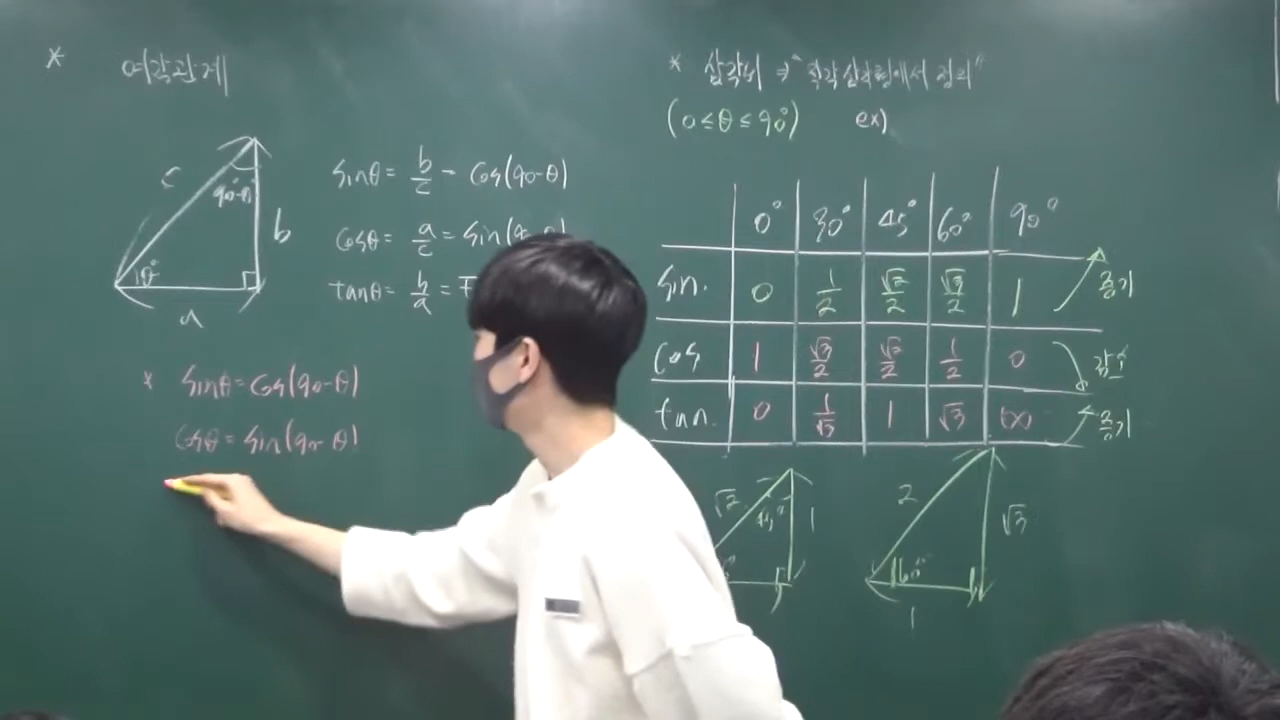 * 여각관계
c
90°-θ
b
θ
a
sinθ = b/c = cos(90-θ)
cosθ = a/c = sin(90-θ)
tanθ = b/a =
* sinθ = cos(90-θ)
cosθ = sin(90-θ)
* 삼각비 ⇒ "직각삼각형에서 정의"
(0≤θ≤90°) ex)
0° 30° 45° 60° 90°
sin. 0 1/2 √2/2 √3/2 1 증가
cos 1 √3/2 √2/2 1/2 0 감소
tan. 0 1/√3 1 √3 ∞ 증가
√2
45°
1
2
60°
√3
1